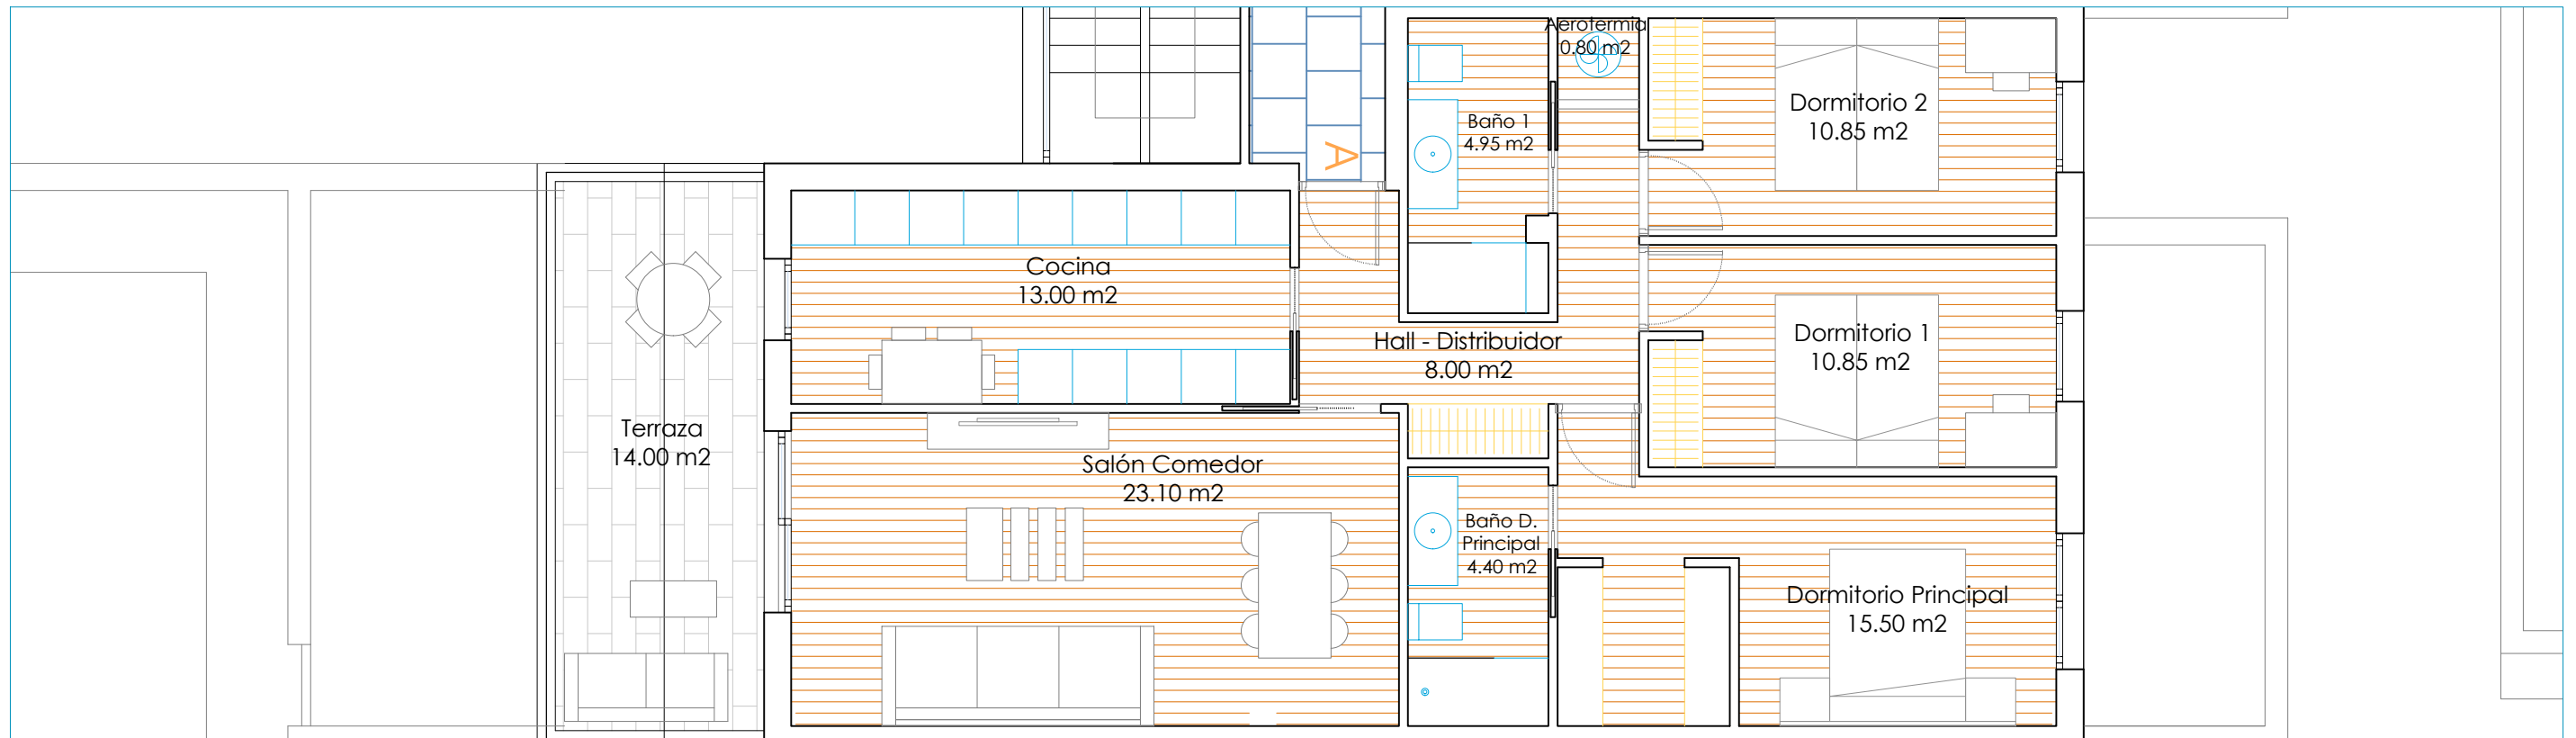 Aerotermia
0.80 m2
Dormitorio 2
10.85 m2
Baño 1
4.95 m2
A
Cocina
13.00 m2
Hall - Distribuidor
8.00 m2
Dormitorio 1
10.85 m2
Terraza
14.00 m2
Salón Comedor
23.10 m2
Baño D.
Principal
4.40 m2
Dormitorio Principal
15.50 m2